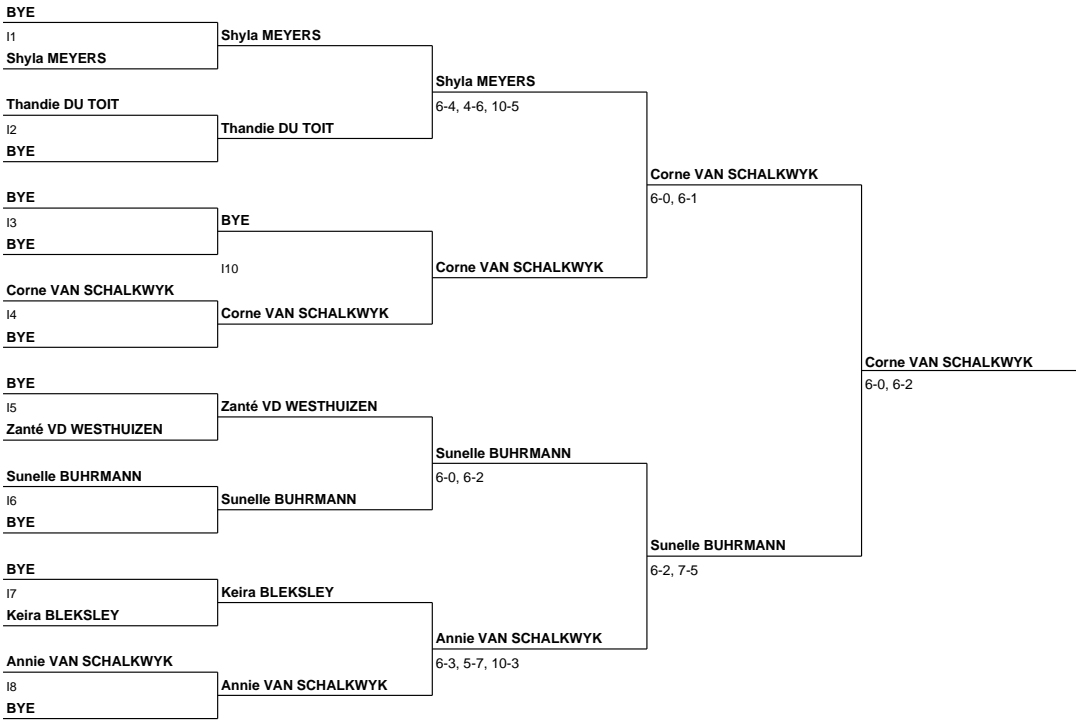 BYE
I1
Shyla MEYERS
Shyla MEYERS
Thandie DU TOIT
I2
BYE
Thandie DU TOIT
Shyla MEYERS
6-4, 4-6, 10-5
BYE
I3
BYE
BYE
I10
Corne VAN SCHALKWYK
I4
BYE
Corne VAN SCHALKWYK
Corne VAN SCHALKWYK
Corne VAN SCHALKWYK
6-0, 6-1
BYE
I5
Zanté VD WESTHUIZEN
Zanté VD WESTHUIZEN
Sunelle BUHRMANN
I6
BYE
Sunelle BUHRMANN
Sunelle BUHRMANN
6-0, 6-2
BYE
I7
Keira BLEKSLEY
Keira BLEKSLEY
Annie VAN SCHALKWYK
I8
BYE
Annie VAN SCHALKWYK
Annie VAN SCHALKWYK
6-3, 5-7, 10-3
Sunelle BUHRMANN
6-2, 7-5
Corne VAN SCHALKWYK
6-0, 6-2